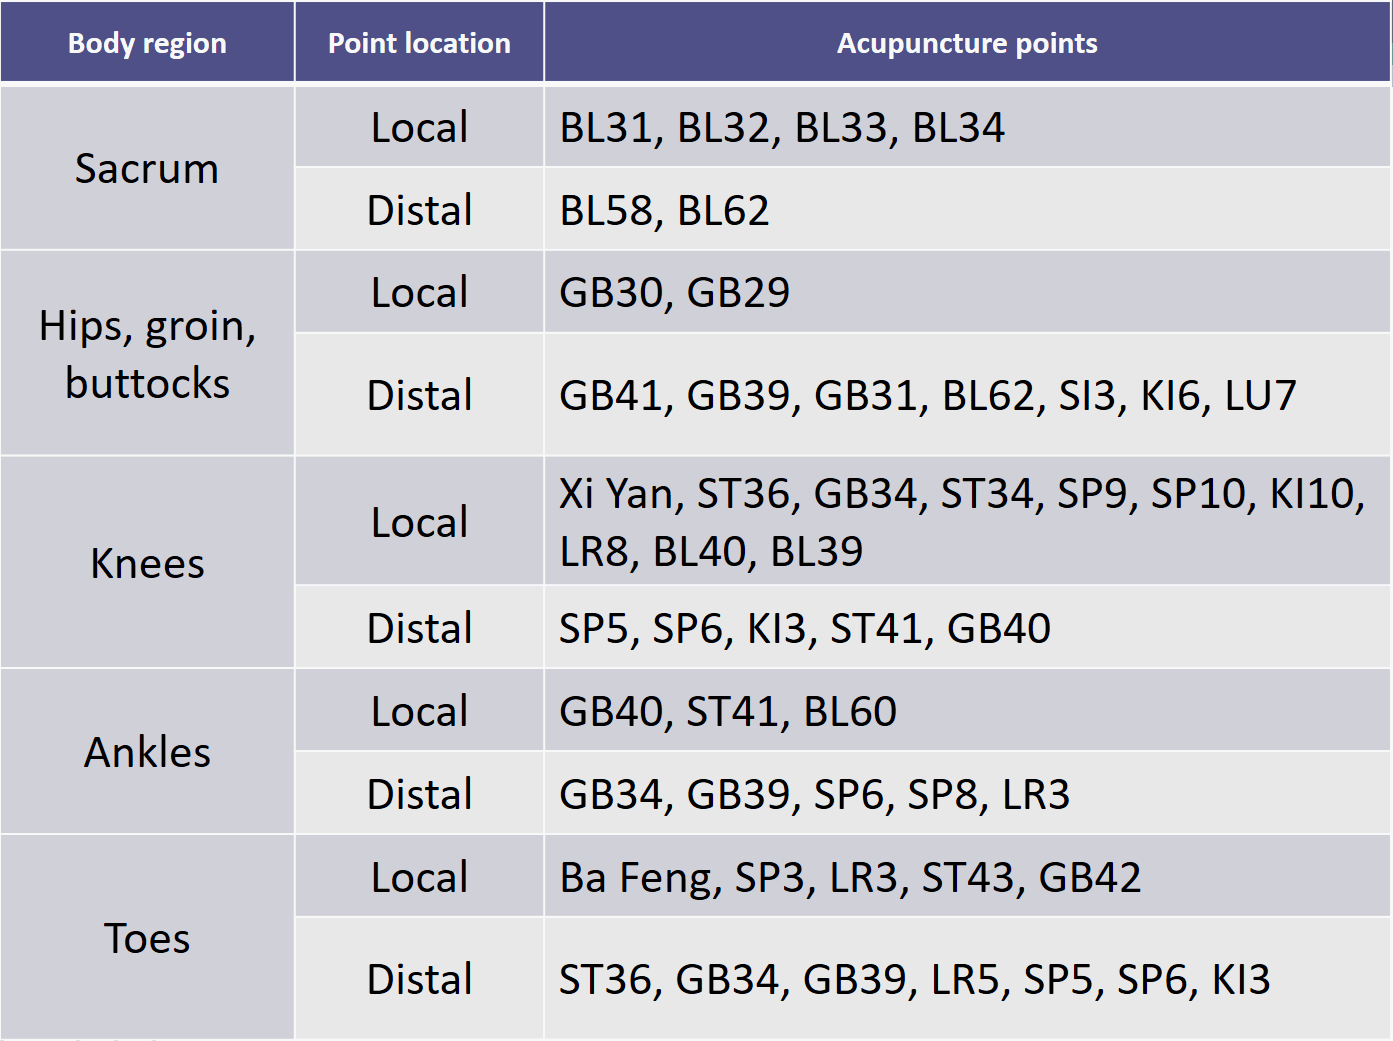 Body region Point location Acupuncture points
Sacrum
Local BL31, BL32, BL33, BL34
Distal BL58, BL62
Hips, groin,
buttocks
Local GB30, GB29
Distal GB41, GB39, GB31, BL62, SI3, KI6, LU7
Knees
Local Xi Yan, ST36, GB34, ST34, SP9, SP10, KI10,
LR8, BL40, BL39
Distal SP5, SP6, KI3, ST41, GB40
Ankles
Local GB40, ST41, BL60
Distal GB34, GB39, SP6, SP8, LR3
Toes
Local Ba Feng, SP3, LR3, ST43, GB42
Distal ST36, GB34, GB39, LR5, SP5, SP6, KI3